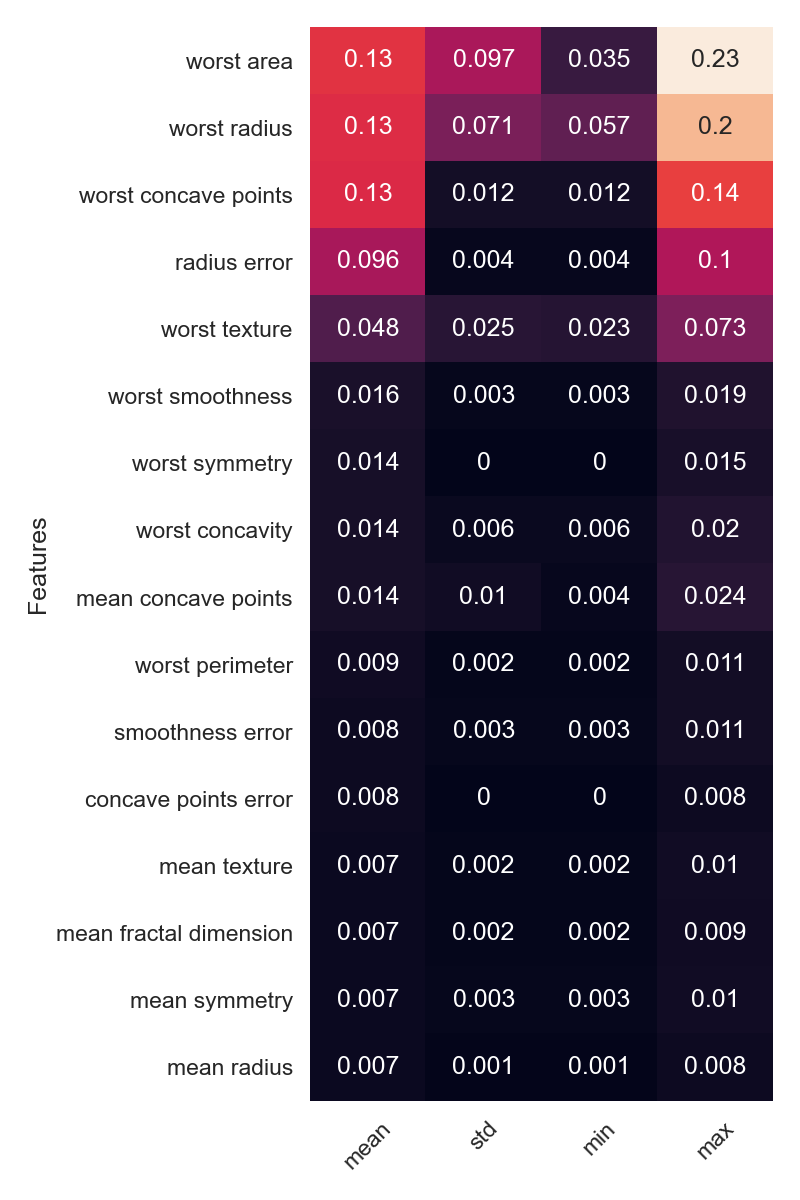 worst area 0.13 0.097 0.035 0.23
worst radius 0.13 0.071 0.057 0.2
worst concave points 0.13 0.012 0.012 0.14
radius error 0.096 0.004 0.004 0.1
worst texture 0.048 0.025 0.023 0.073
worst smoothness 0.016 0.003 0.003 0.019
worst symmetry 0.014 0 0 0.015
worst concavity 0.014 0.006 0.006 0.02
Features
mean concave points 0.014 0.01 0.004 0.024
worst perimeter 0.009 0.002 0.002 0.011
smoothness error 0.008 0.003 0.003 0.011
concave points error 0.008 0 0 0.008
mean texture 0.007 0.002 0.002 0.01
mean fractal dimension 0.007 0.002 0.002 0.009
mean symmetry 0.007 0.003 0.003 0.01
mean radius 0.007 0.001 0.001 0.008
mean std min max